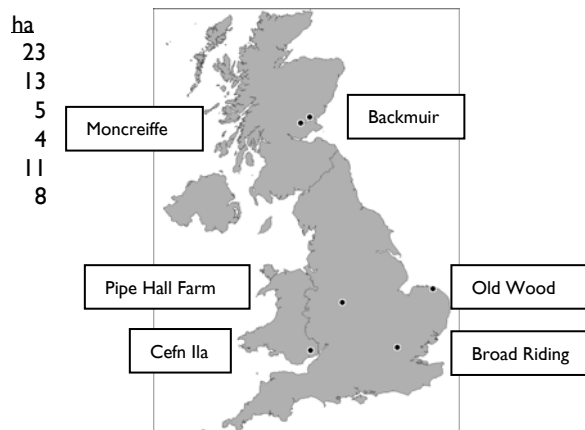 ha
23
13
5
4
11
8
Moncreiffe
Backmuir
Pipe Hall Farm
Old Wood
Cefn Ila
Broad Riding